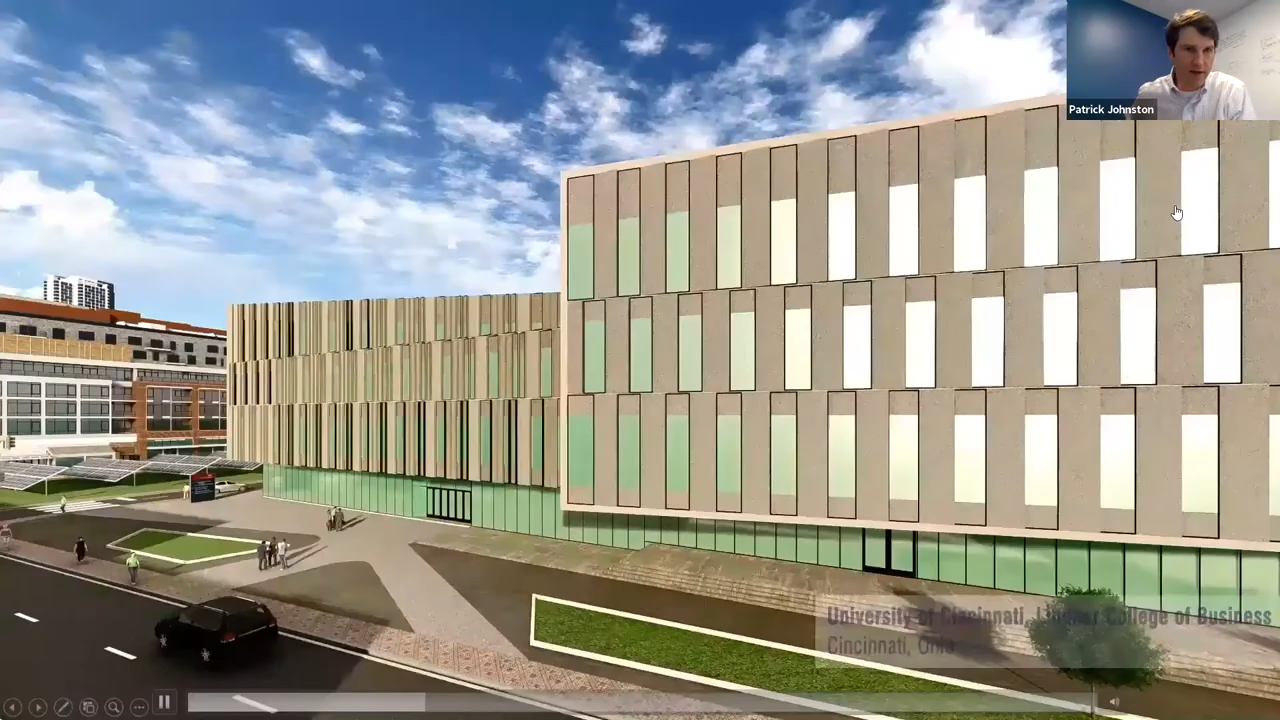 Patrick Johnston
University of Cincinnati, Lindner College of Business
Cincinnati, Ohio